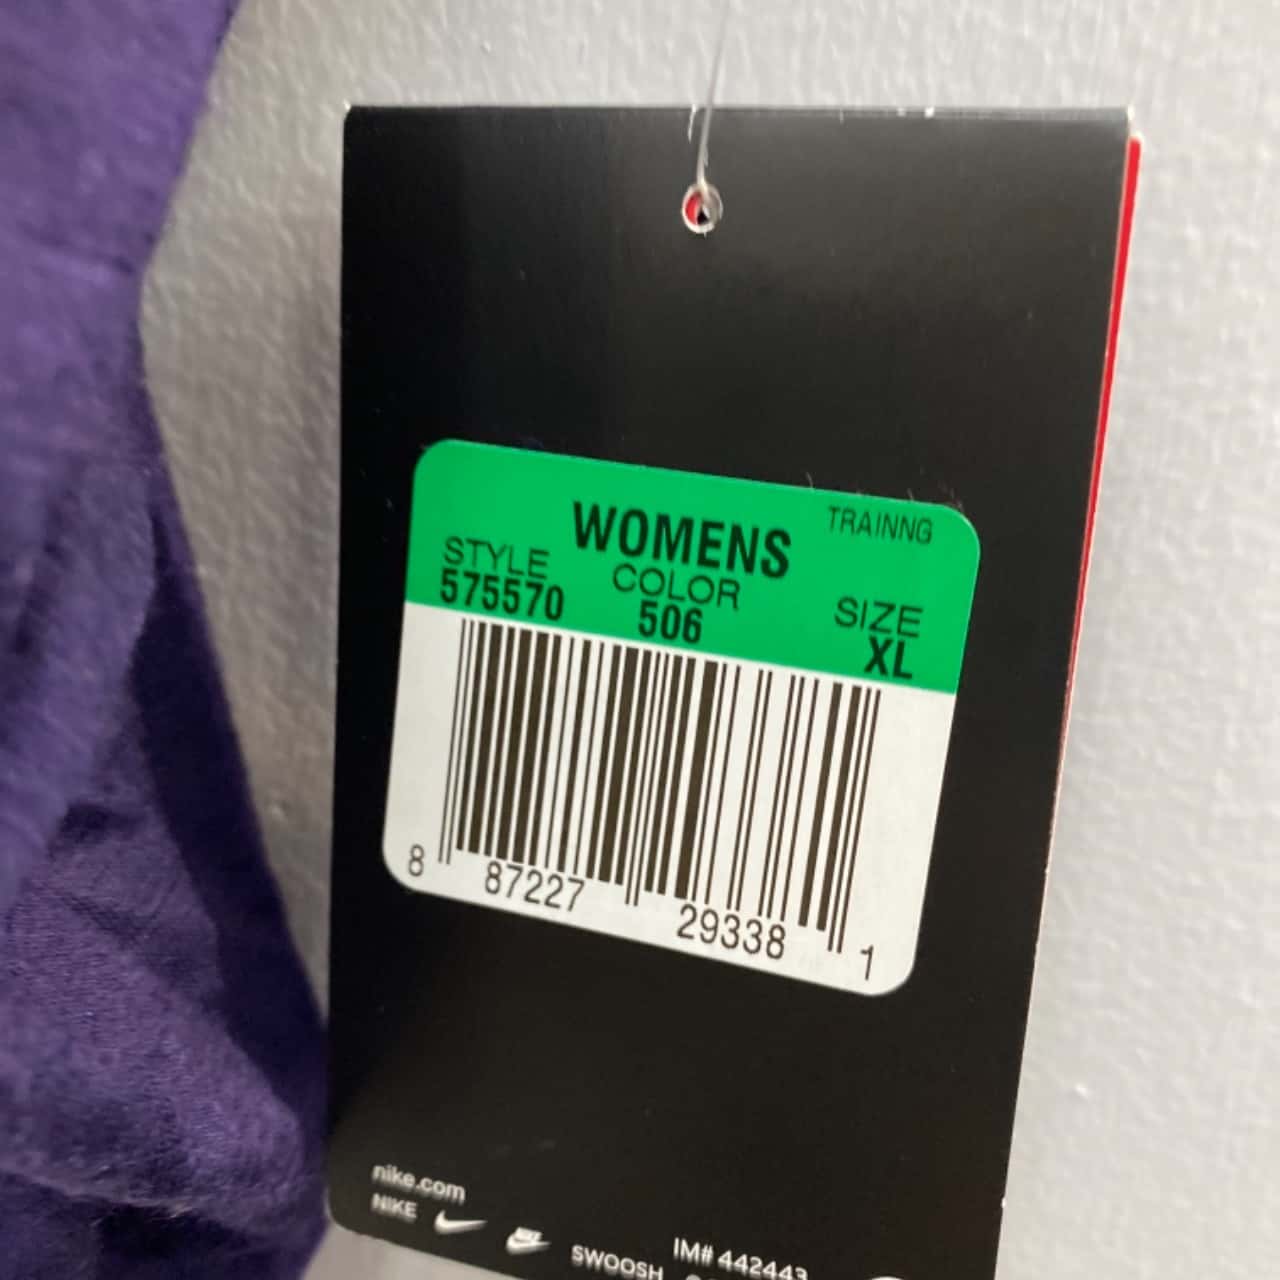 WOMENS TRAINNG
STYLE COLOR SIZE
575570 506 XL
8 87227 29338 1
nike.com
NIKE
SWOOSH IM# 442443